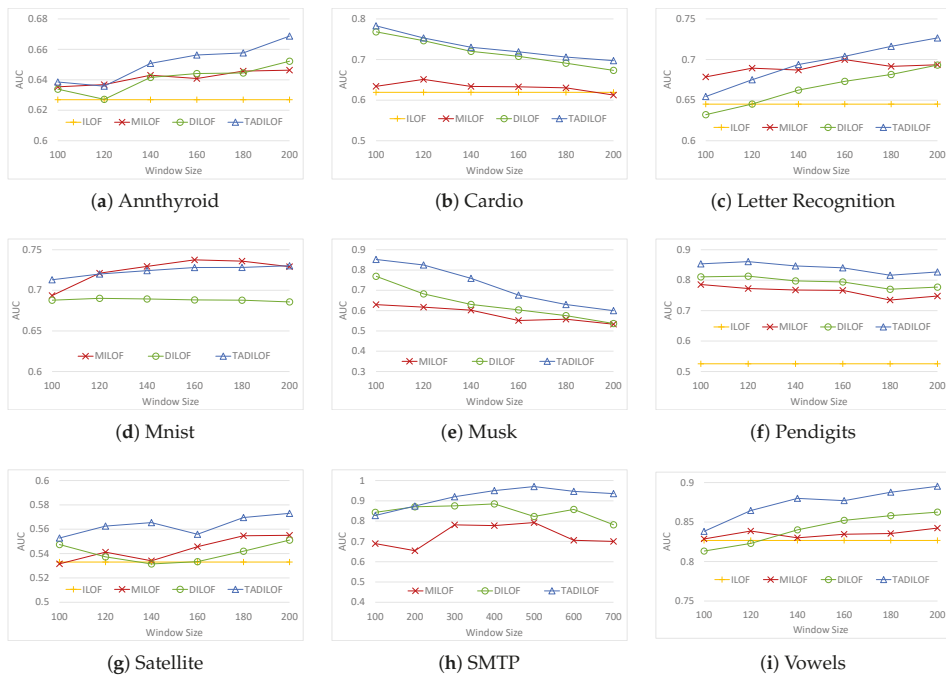 0.68
0.66
0.64
0.62
0.6
AUC
ILOF MILOF DILOF TADILOF
100 120 140 160 180 200
Window Size
(a) Annthyroid
0.8
0.7
0.6
0.5
AUC
ILOF MILOF DILOF TADILOF
100 120 140 160 180 200
Window Size
(b) Cardio
0.75
0.7
0.65
0.6
AUC
ILOF MILOF DILOF TADILOF
100 120 140 160 180 200
Window Size
(c) Letter Recognition
0.75
0.7
0.65
0.6
AUC
MILOF DILOF TADILOF
100 120 140 160 180 200
Window Size
(d) Mnist
0.9
0.8
0.7
0.6
0.5
0.4
0.3
AUC
MILOF DILOF TADILOF
100 120 140 160 180 200
Window Size
(e) Musk
0.9
0.8
0.7
0.6
0.5
AUC
ILOF MILOF DILOF TADILOF
100 120 140 160 180 200
Window Size
(f) Pendigits
0.6
0.58
0.56
0.54
0.52
0.5
AUC
ILOF MILOF DILOF TADILOF
100 120 140 160 180 200
Window Size
(g) Satellite
1
0.9
0.8
0.7
0.6
0.5
0.4
AUC
MILOF DILOF TADILOF
100 200 300 400 500 600 700
Window Size
(h) SMTP
0.9
0.85
0.8
0.75
AUC
ILOF MILOF DILOF TADILOF
100 120 140 160 180 200
Window Size
(i) Vowels